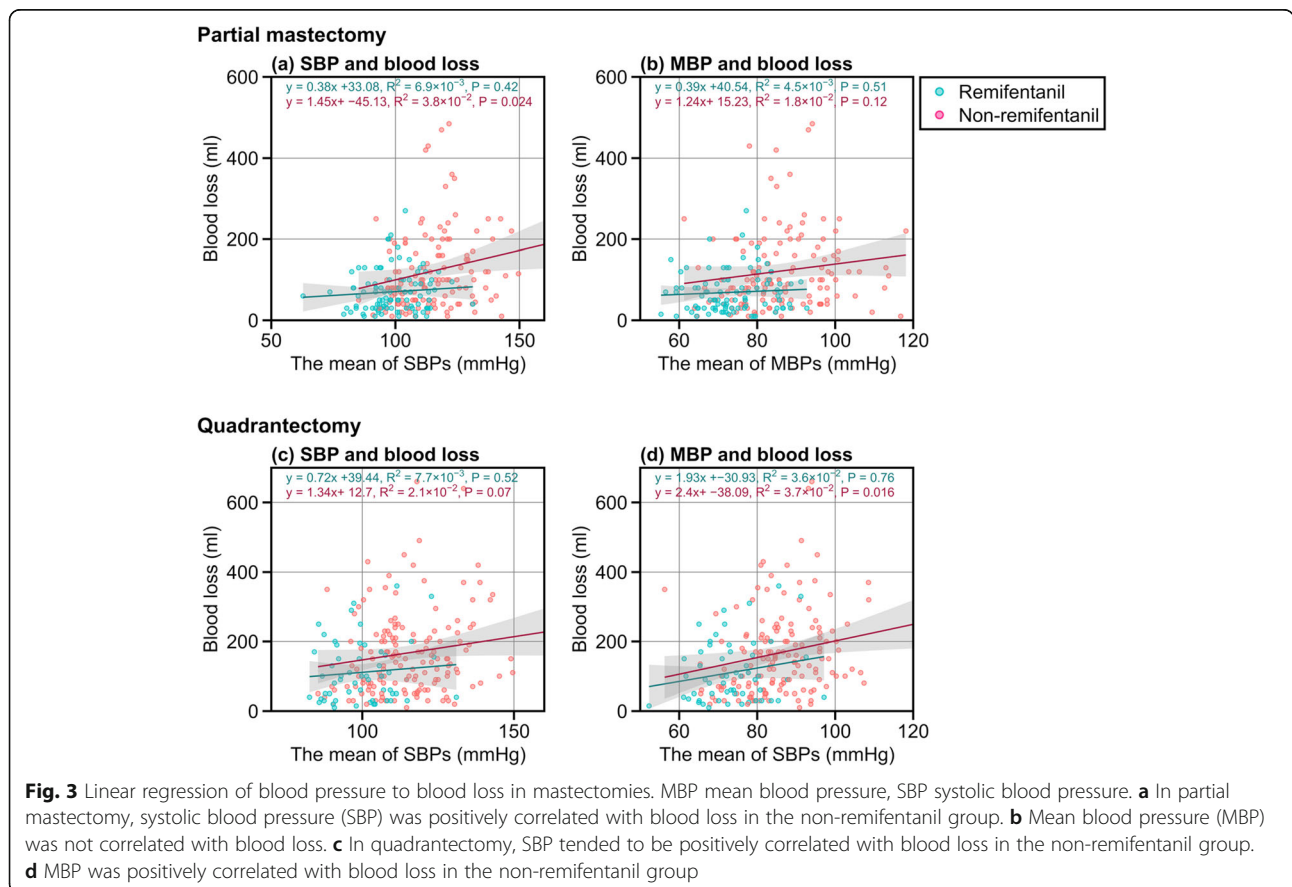 Partial mastectomy
(a) SBP and blood loss
600
y = 0.38x +33.08, R² = 6.9×10⁻³, P = 0.42
y = 1.45x+ −45.13, R² = 3.8×10⁻², P = 0.024
400
200
0
Blood loss (ml)
50
100
150
The mean of SBPs (mmHg)
(b) MBP and blood loss
600
y = 0.39x +40.54, R² = 4.5×10⁻³, P = 0.51
y = 1.24x+ 15.23, R² = 1.8×10⁻², P = 0.12
400
200
0
Blood loss (ml)
60
80
100
120
The mean of MBPs (mmHg)
Remifentanil
Non-remifentanil
Quadrantectomy
(c) SBP and blood loss
y = 0.72x +39.44, R² = 7.7×10⁻³, P = 0.52
y = 1.34x+ 12.7, R² = 2.1×10⁻², P = 0.07
600
400
200
0
Blood loss (ml)
100
150
The mean of SBPs (mmHg)
(d) MBP and blood loss
y = 1.93x +−30.93, R² = 3.6×10⁻², P = 0.76
y = 2.4x+ −38.09, R² = 3.7×10⁻², P = 0.016
600
400
200
0
Blood loss (ml)
60
80
100
120
The mean of SBPs (mmHg)
Fig. 3 Linear regression of blood pressure to blood loss in mastectomies. MBP mean blood pressure, SBP systolic blood pressure. a In partial
mastectomy, systolic blood pressure (SBP) was positively correlated with blood loss in the non-remifentanil group. b Mean blood pressure (MBP)
was not correlated with blood loss. c In quadrantectomy, SBP tended to be positively correlated with blood loss in the non-remifentanil group.
d MBP was positively correlated with blood loss in the non-remifentanil group